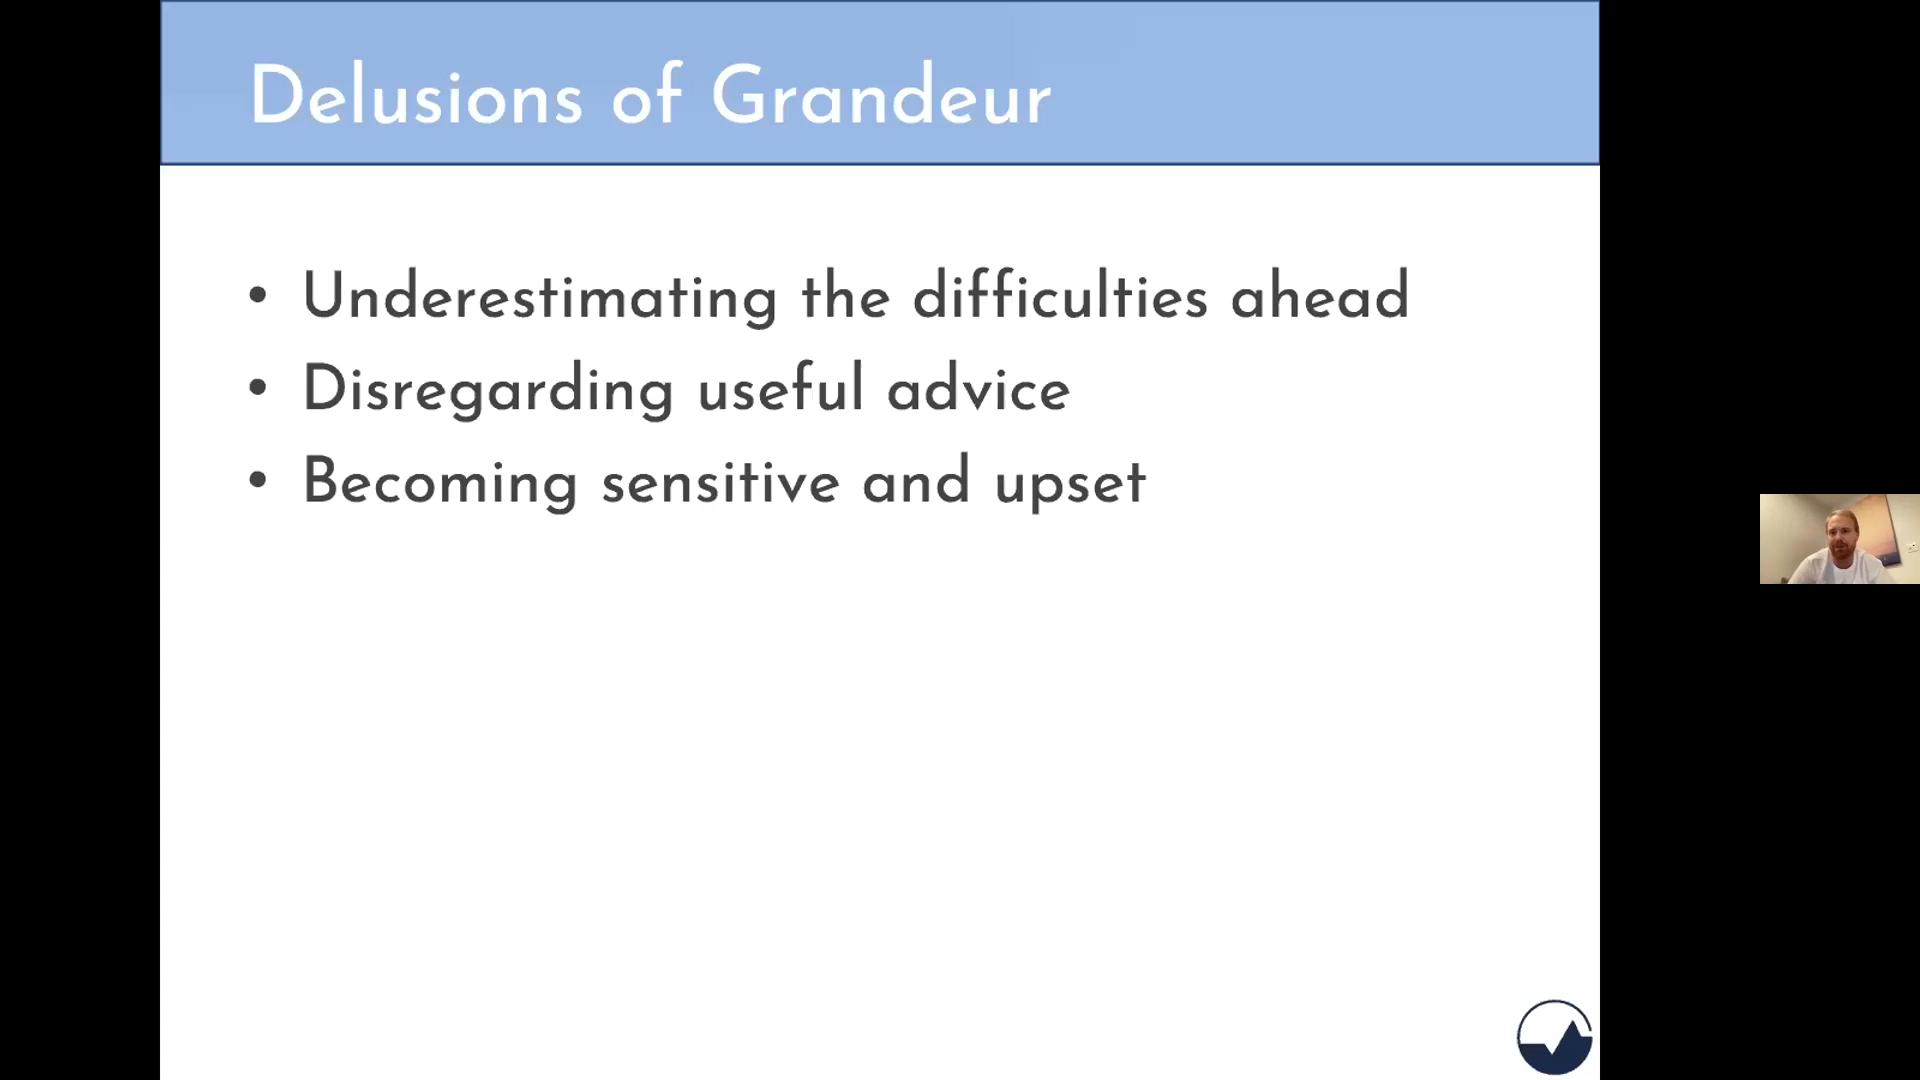 Delusions of Grandeur
• Underestimating the difficulties ahead
• Disregarding useful advice
• Becoming sensitive and upset